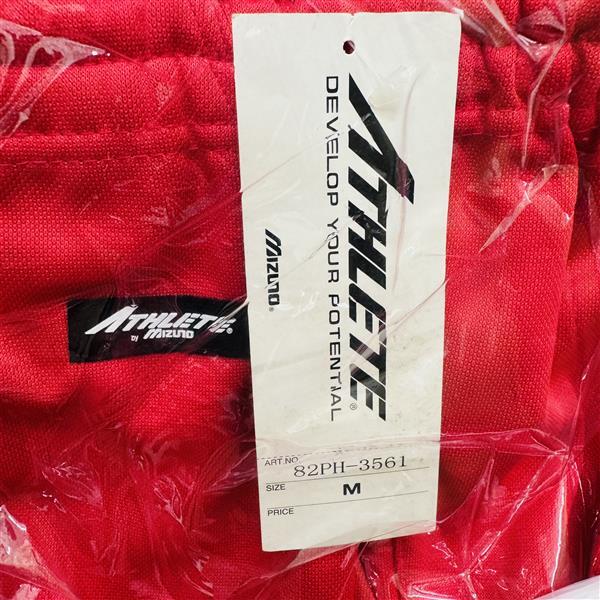 ATHLETE®
DEVELOP YOUR POTENTIAL
MIZUNO®
ATHLETE®
by MIZUNO
ART.NO. 82PH-3561
SIZE M
PRICE